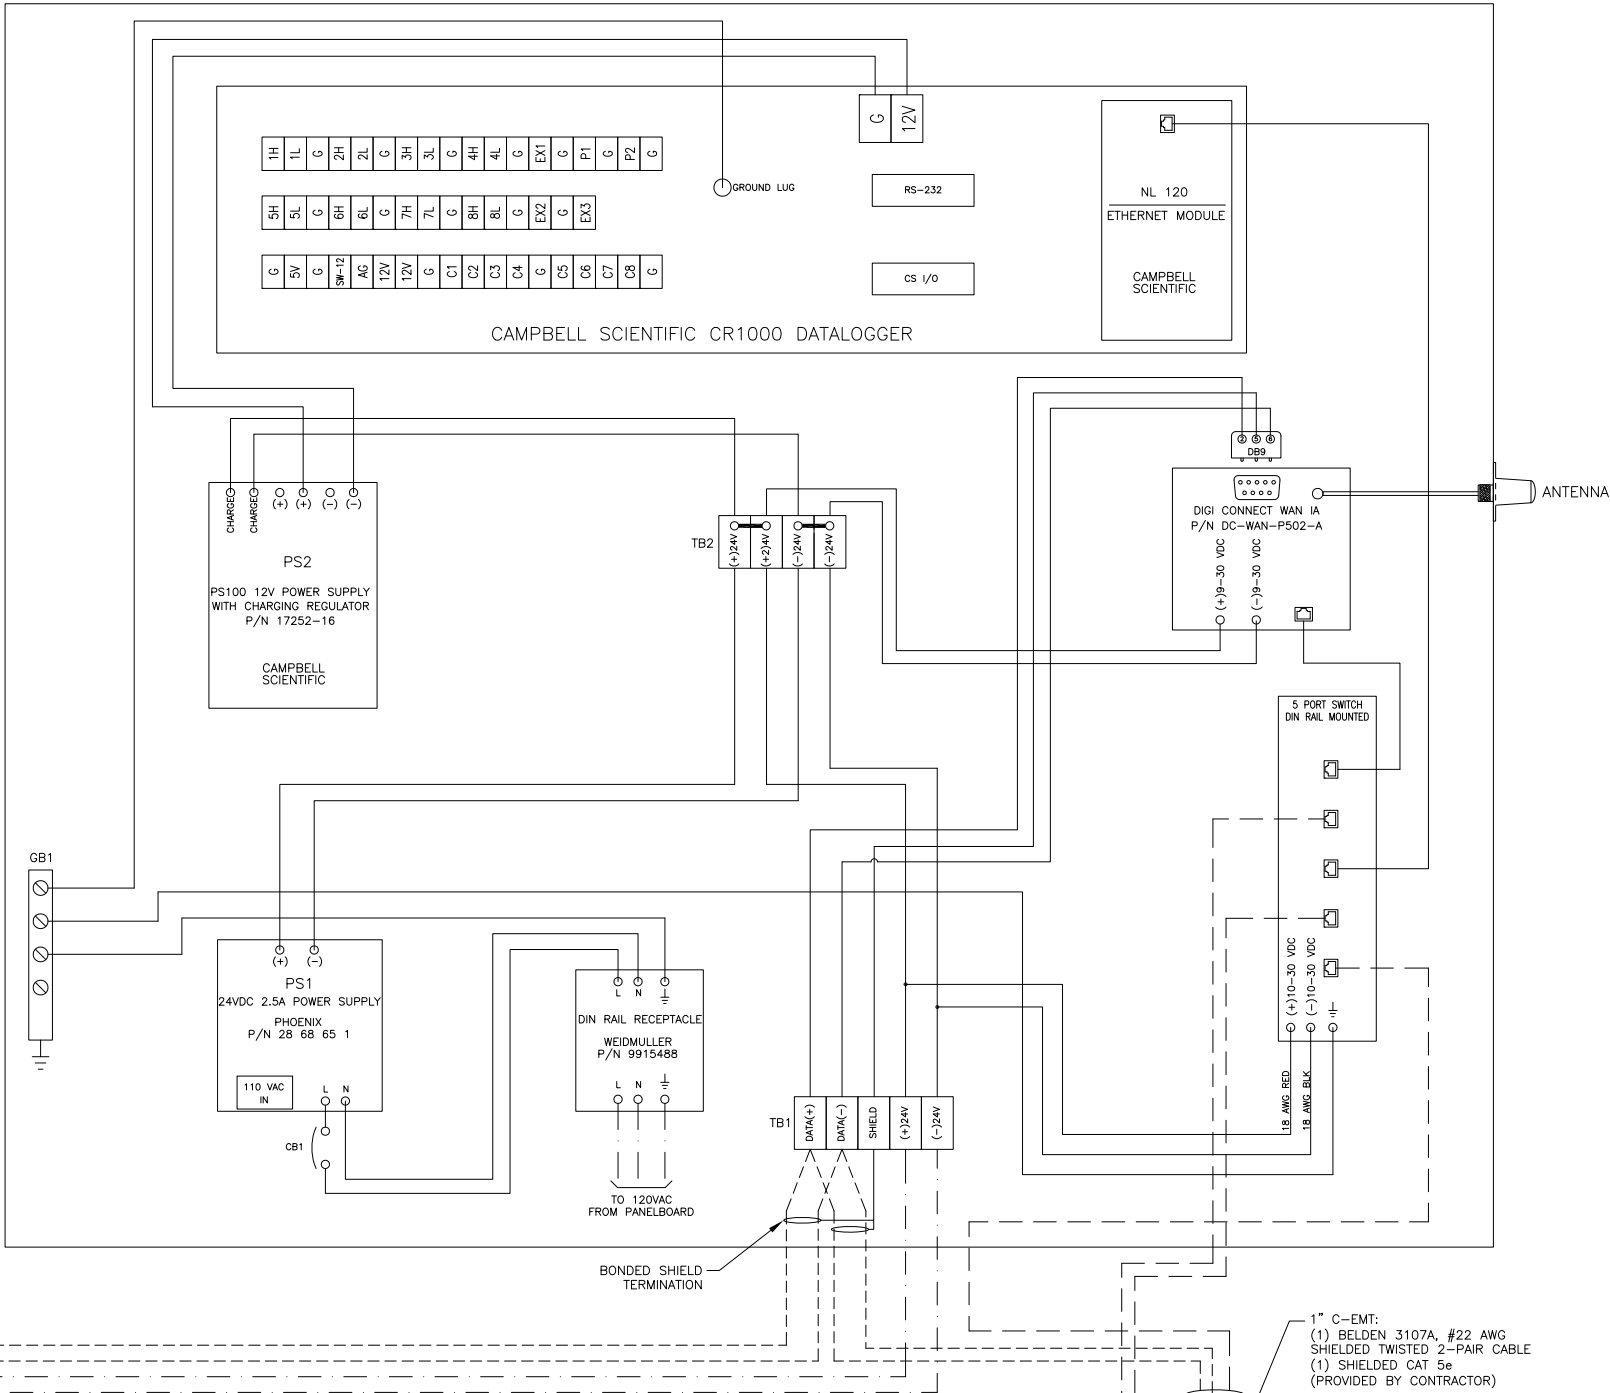 G
12V
1H 1L G 2H 2L G 3H 3L G 4H 4L G EX1 G P1 G P2 G
GROUND LUG
RS-232
NL 120
ETHERNET MODULE
5H 5L G 6H 6L G 7H 7L G 8H 8L G EX2 G EX3
G 5V G SW-12 AG 12V 12V G C1 C2 C3 C4 G C5 C6 C7 C8 G
CS I/O
CAMPBELL
SCIENTIFIC
CAMPBELL SCIENTIFIC CR1000 DATALOGGER
2 5 6
DB9
ANTENNA
DIGI CONNECT WAN IA
P/N DC-WAN-P502-A
(+)9-30 VDC
(-)9-30 VDC
CHARGE
CHARGE
(+) (+) (-) (-)
PS2
PS100 12V POWER SUPPLY
WITH CHARGING REGULATOR
P/N 17252-16
CAMPBELL
SCIENTIFIC
TB2
(+)24V
(+2)4V
(-)24V
(-)24V
5 PORT SWITCH
DIN RAIL MOUNTED
(+)10-30 VDC
(-)10-30 VDC
18 AWG RED
18 AWG BLK
GB1
(+) (-)
PS1
24VDC 2.5A POWER SUPPLY
PHOENIX
P/N 28 68 65 1
110 VAC
IN
L N
CB1
L N
DIN RAIL RECEPTACLE
WEIDMULLER
P/N 9915488
L N
TO 120VAC
FROM PANELBOARD
TB1
DATA(+)
DATA(-)
SHIELD
(+)24V
(-)24V
BONDED SHIELD
TERMINATION
1" C-EMT:
(1) BELDEN 3107A, #22 AWG
SHIELDED TWISTED 2-PAIR CABLE
(1) SHIELDED CAT 5e
(PROVIDED BY CONTRACTOR)